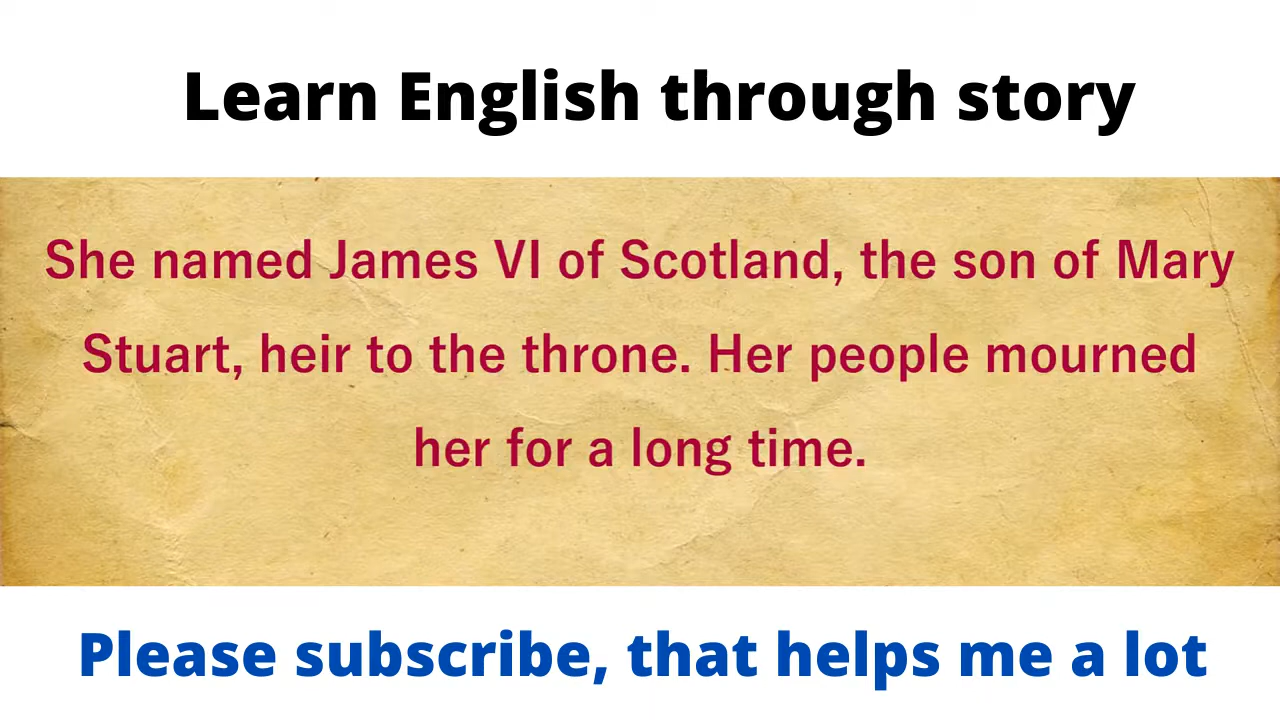 Learn English through story
She named James VI of Scotland, the son of Mary
Stuart, heir to the throne. Her people mourned
her for a long time.
Please subscribe, that helps me a lot